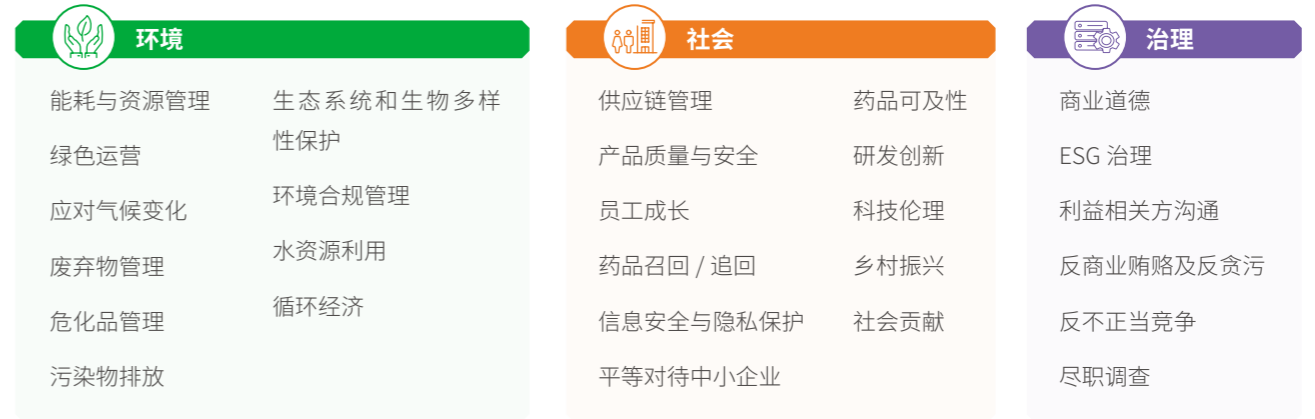 环境
能耗与资源管理
绿色运营
应对气候变化
废弃物管理
危化品管理
污染物排放
生态系统和生物多样
性保护
环境合规管理
水资源利用
循环经济
社会
供应链管理
产品质量与安全
员工成长
药品召回 / 追回
信息安全与隐私保护
平等对待中小企业
药品可及性
研发创新
科技伦理
乡村振兴
社会贡献
治理
商业道德
ESG 治理
利益相关方沟通
反商业贿赂及反贪污
反不正当竞争
尽职调查